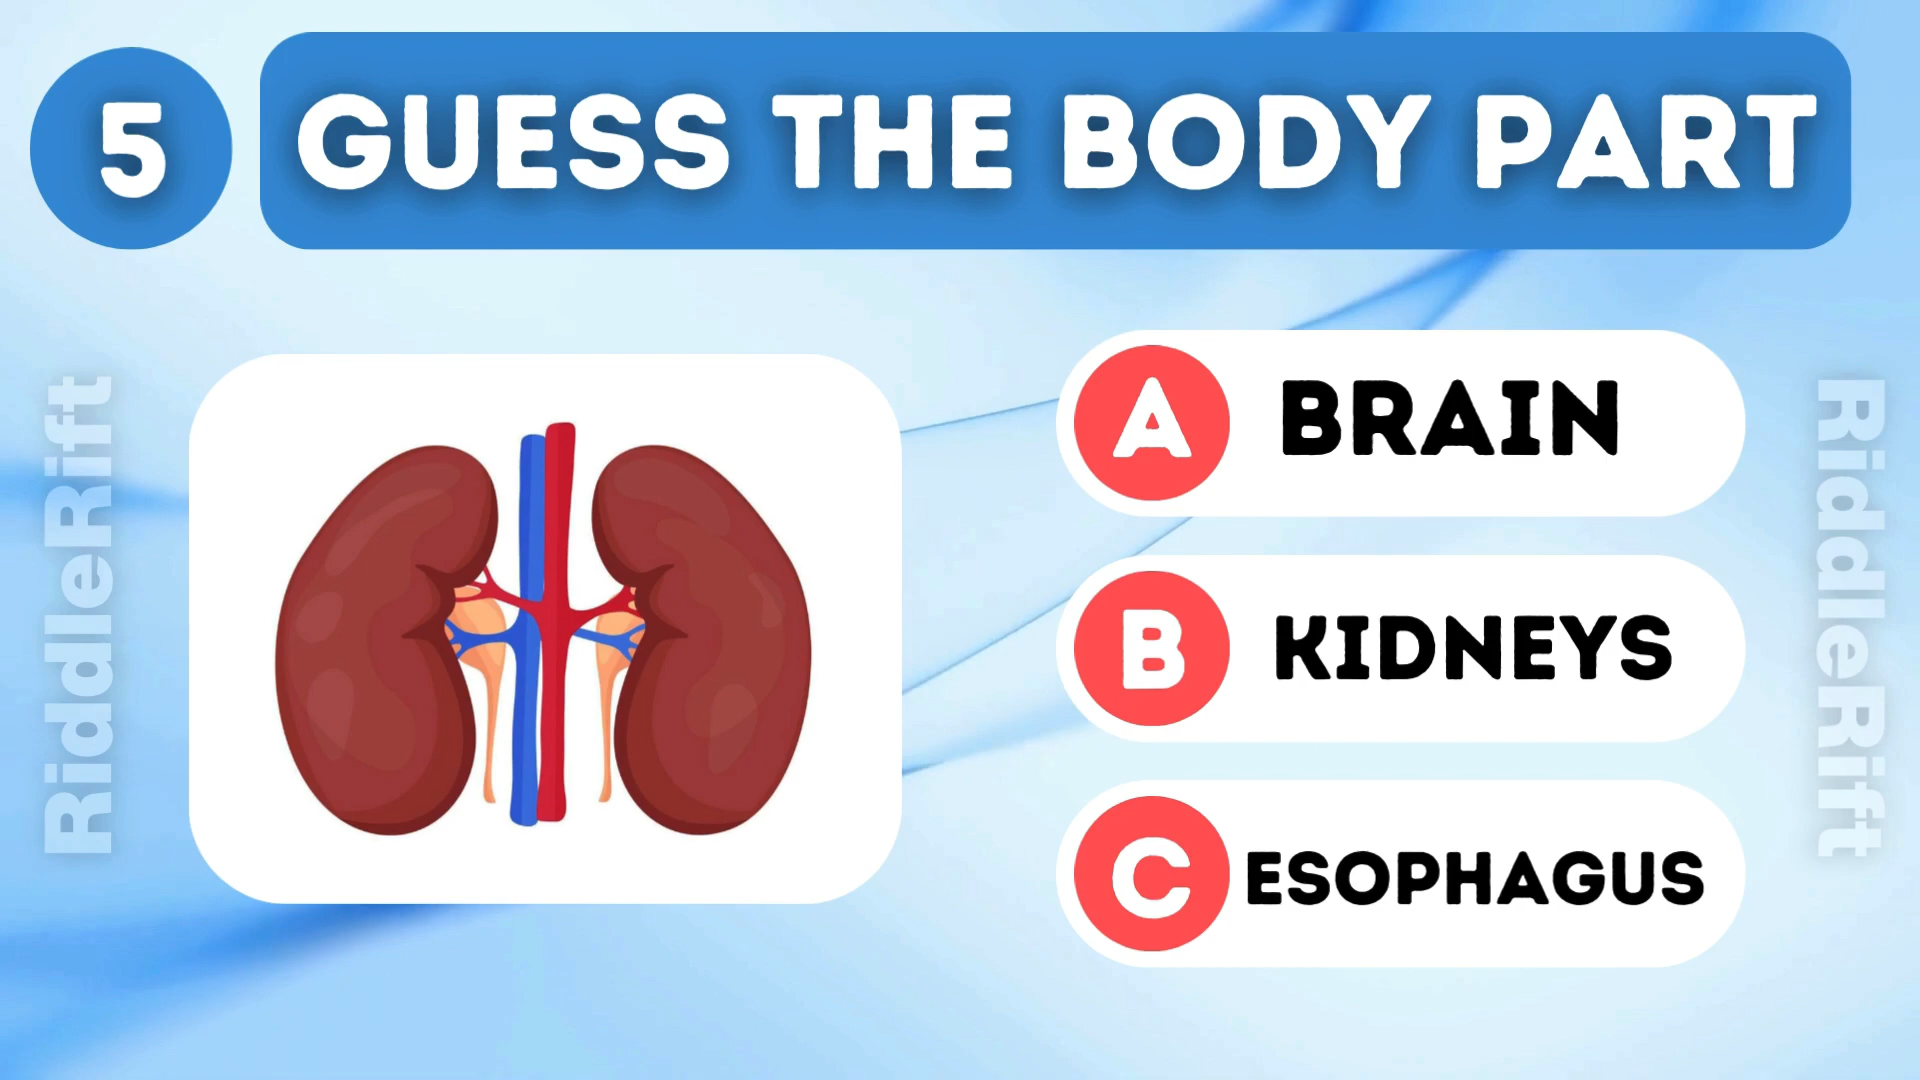 5
GUESS THE BODY PART
RiddleRift
A BRAIN
B KIDNEYS
C ESOPHAGUS
RiddleRift